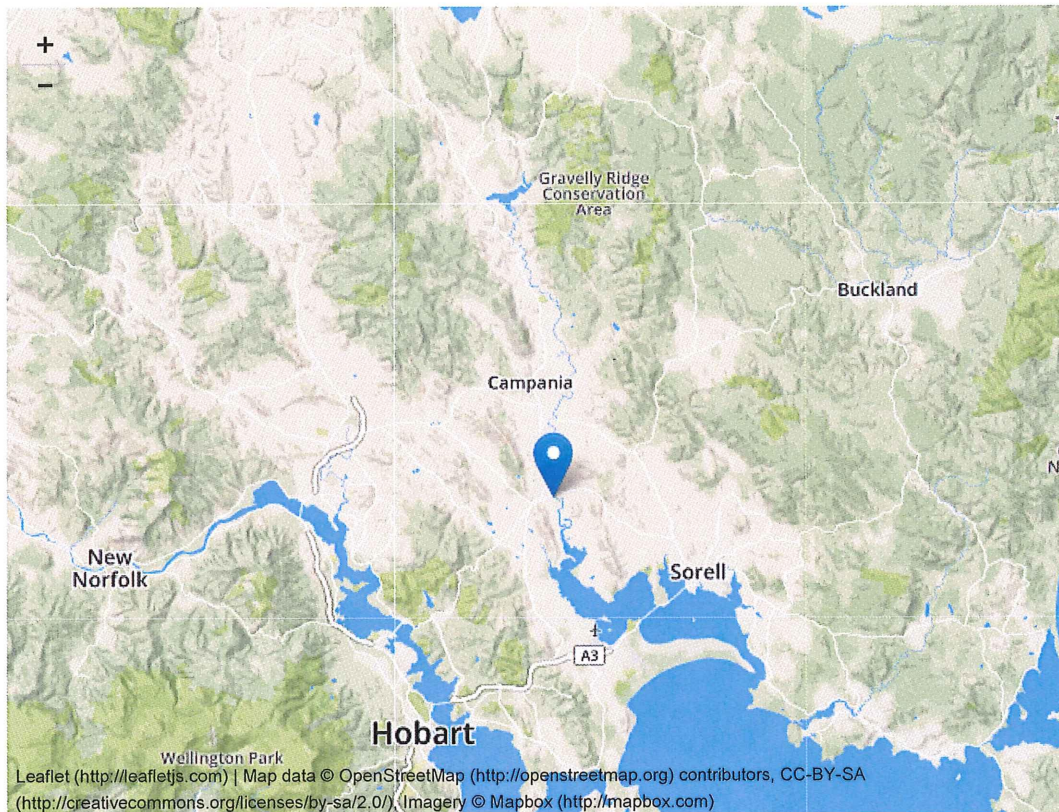 +
−
Gravelly Ridge
Conservation
Area
Buckland
Campania
N
New
Norfolk
Sorell
A3
Hobart
Wellington Park
Leaflet (http://leafletjs.com) | Map data © OpenStreetMap (http://openstreetmap.org) contributors, CC-BY-SA
(http://creativecommons.org/licenses/by-sa/2.0/), Imagery © Mapbox (http://mapbox.com)